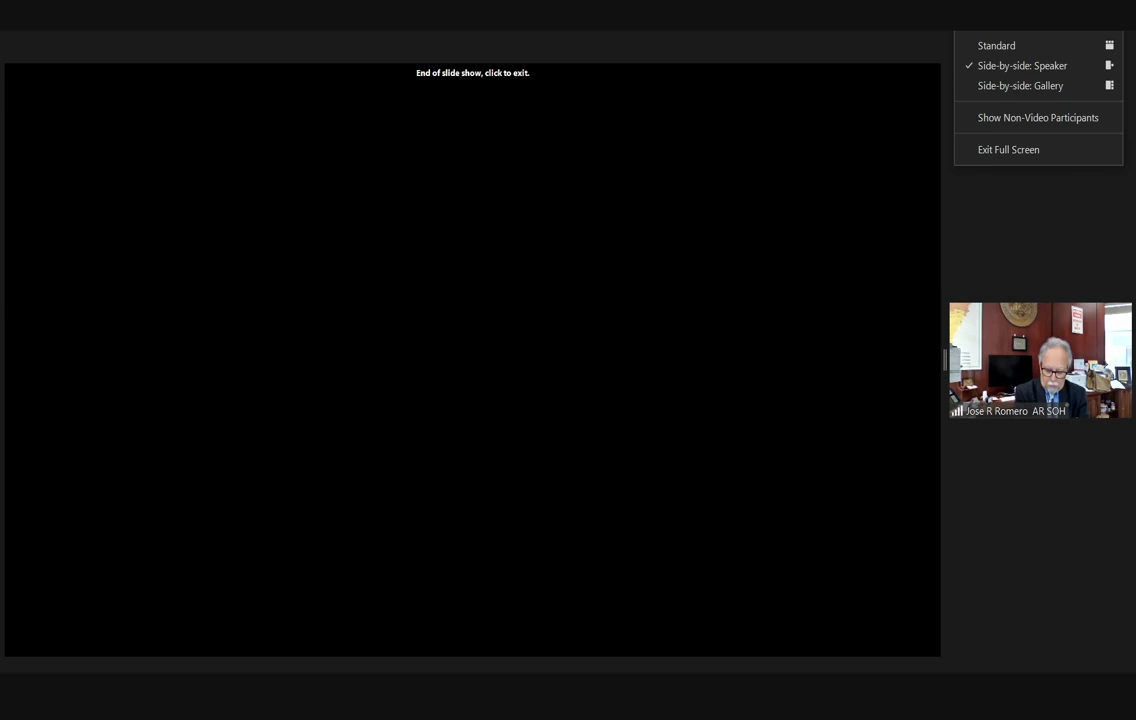 End of slide show, click to exit.
Standard
Side-by-side: Speaker
Side-by-side: Gallery
Show Non-Video Participants
Exit Full Screen
Jose R Romero AR SOH